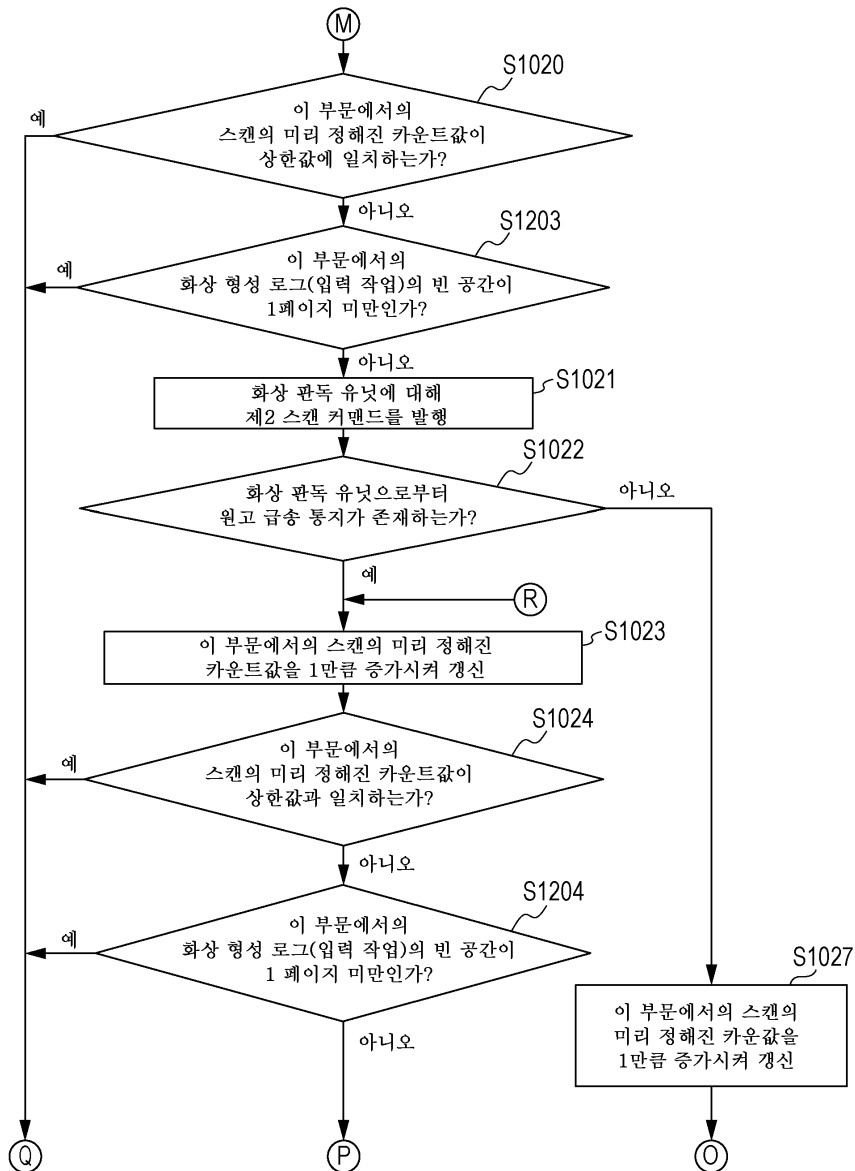 M
S1020
이 부문에서의
스캔의 미리 정해진 카운트값이
상한값에 일치하는가?
예
아니오
S1203
이 부문에서의
화상 형성 로그(입력 작업)의 빈 공간이
1페이지 미만인가?
예
아니오
S1021
화상 판독 유닛에 대해
제2 스캔 커맨드를 발행
S1022
화상 판독 유닛으로부터
원고 급송 통지가 존재하는가?
아니오
예
R
S1023
이 부문에서의 스캔의 미리 정해진
카운트값을 1만큼 증가시켜 갱신
S1024
이 부문에서의
스캔의 미리 정해진 카운트값이
상한값과 일치하는가?
예
아니오
S1204
이 부문에서의
화상 형성 로그(입력 작업)의 빈 공간이
1 페이지 미만인가?
예
아니오
S1027
이 부문에서의 스캔의
미리 정해진 카운값을
1만큼 증가시켜 갱신
Q
P
O